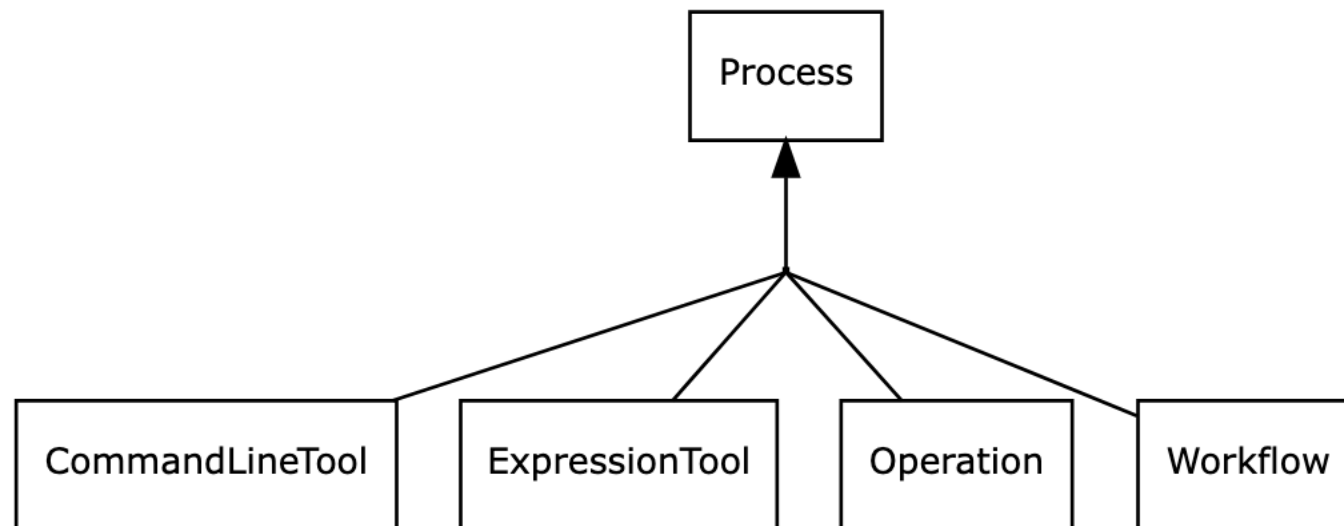 Process
CommandLineTool
ExpressionTool
Operation
Workflow